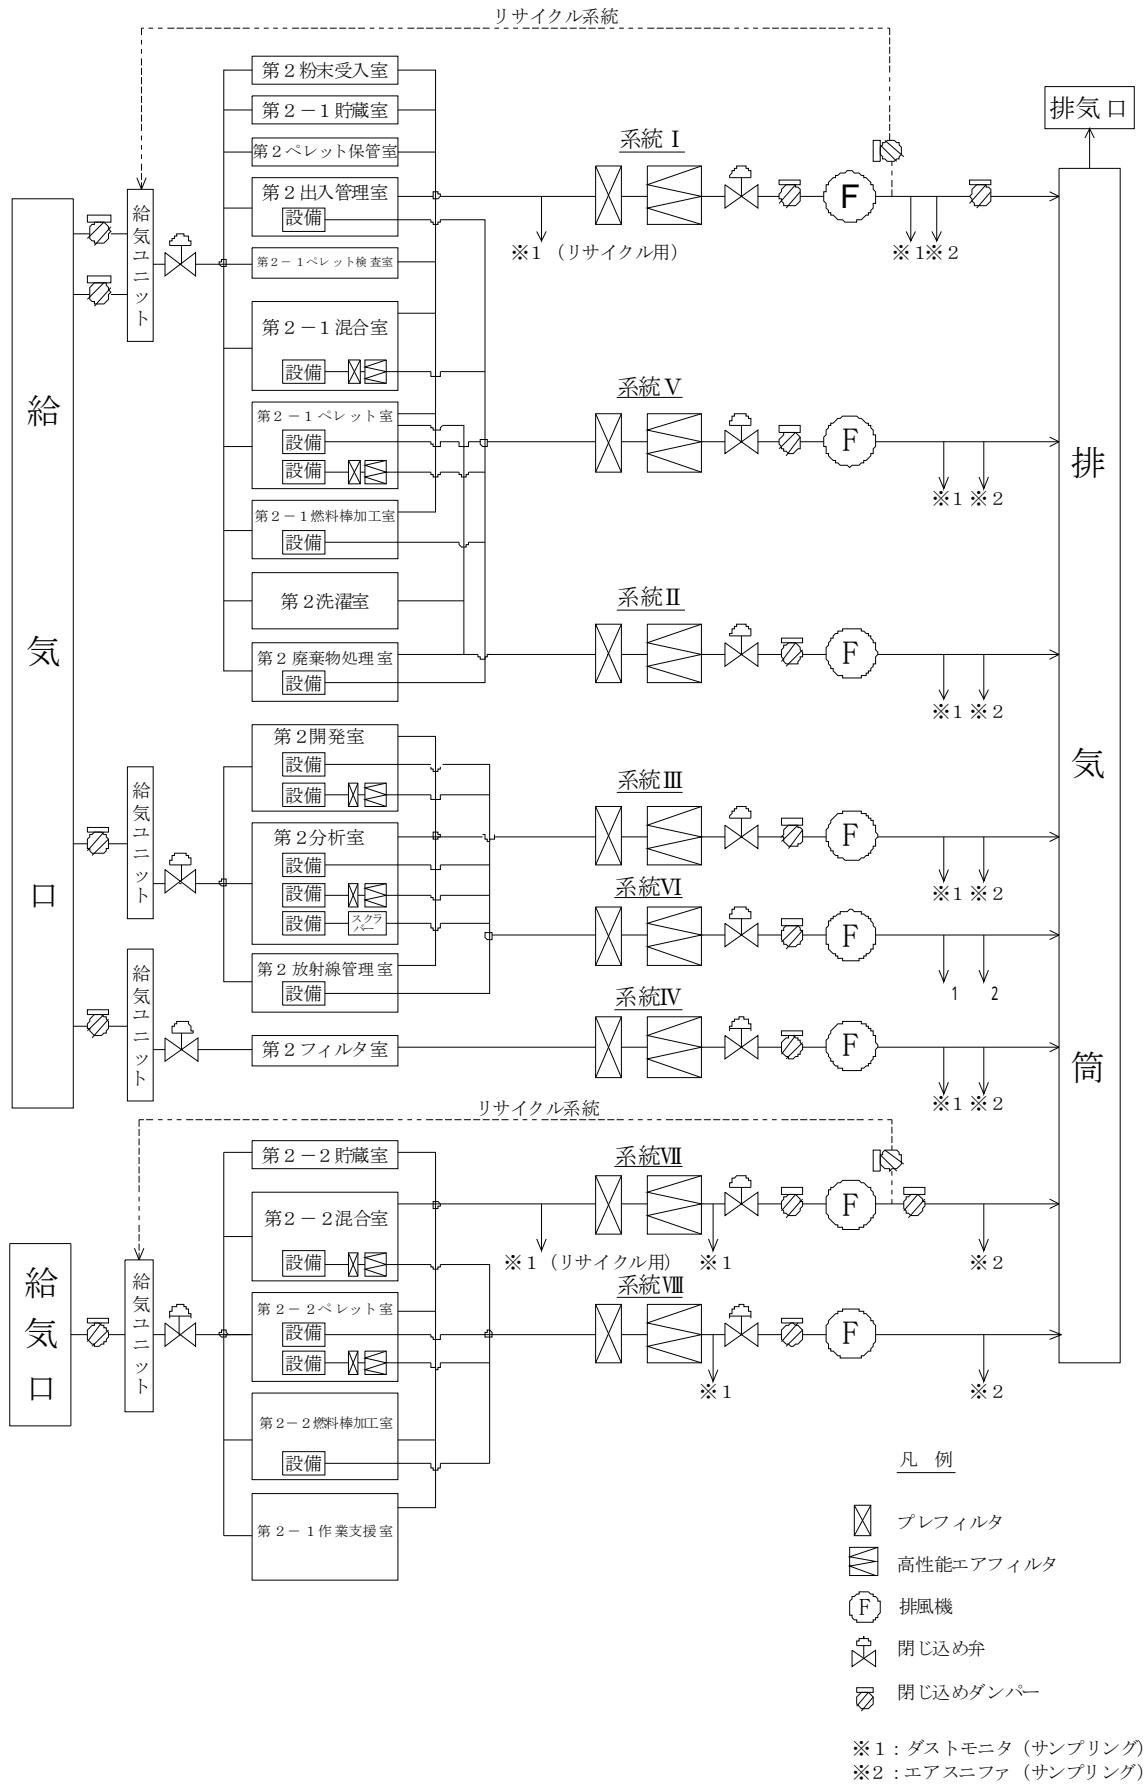 リサイクル系統
第２粉末受入室
第２－１貯蔵室
第２ペレット保管室
第２出入管理室
設備
第２－１ペレット検査室
第２－１混合室
設備
第２－１ペレット室
設備
設備
第２－１燃料棒加工室
設備
第２洗濯室
第２廃棄物処理室
設備
給気ユニット
給気口
系統Ⅰ
F
※１（リサイクル用）
※１※２
排気口
排気筒
系統Ⅴ
F
※１ ※２
系統Ⅱ
F
※１ ※２
給気ユニット
第２開発室
設備
設備
第２分析室
設備
設備
設備
スクラバー
第２放射線管理室
設備
系統Ⅲ
F
※１ ※２
系統Ⅵ
F
1 2
給気ユニット
第２フィルタ室
系統Ⅳ
F
※１ ※２
リサイクル系統
第２－２貯蔵室
第２－２混合室
設備
第２－２ペレット室
設備
設備
第２－２燃料棒加工室
設備
第２－１作業支援室
給気口
給気ユニット
系統Ⅶ
F
※１（リサイクル用）
※１
※２
系統Ⅷ
F
※１
※２
凡 例
プレフィルタ
高性能エアフィルタ
F 排風機
閉じ込め弁
閉じ込めダンパー
※１：ダストモニタ（サンプリング）
※２：エアスニファ（サンプリング）